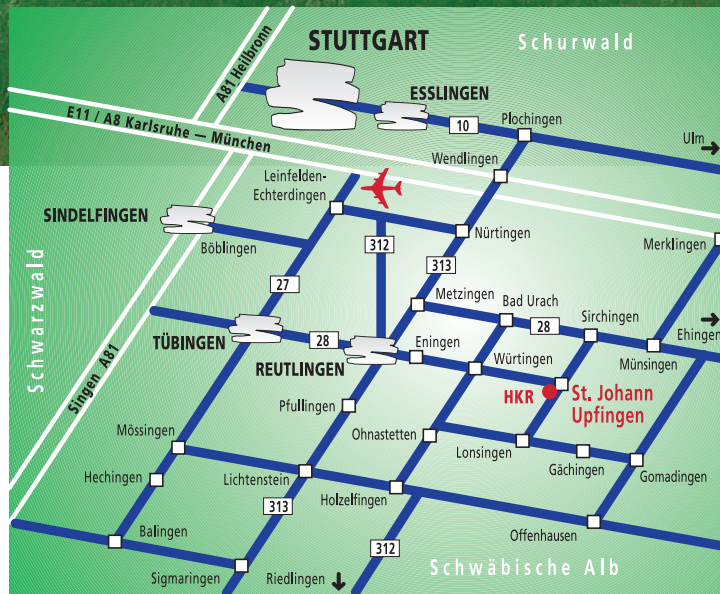 STUTTGART
Schurwald
A81 Heilbronn
ESSLINGEN
E11 / A8 Karlsruhe — München
10
Plochingen
Ulm
Wendlingen
Leinfelden-
Echterdingen
SINDELFINGEN
Böblingen
312
Nürtingen
Merklingen
Schwarzwald
27
313
Metzingen
Bad Urach
Sirchingen
Ehingen
28
TÜBINGEN
28
REUTLINGEN
Eningen
Würtingen
Münsingen
Singen A81
HKR
St. Johann
Upfingen
Pfullingen
Mössingen
Ohnastetten
Lonsingen
Gächingen
Gomadingen
Hechingen
Lichtenstein
Holzelfingen
313
Offenhausen
Balingen
312
Sigmaringen
Riedlingen
Schwäbische Alb